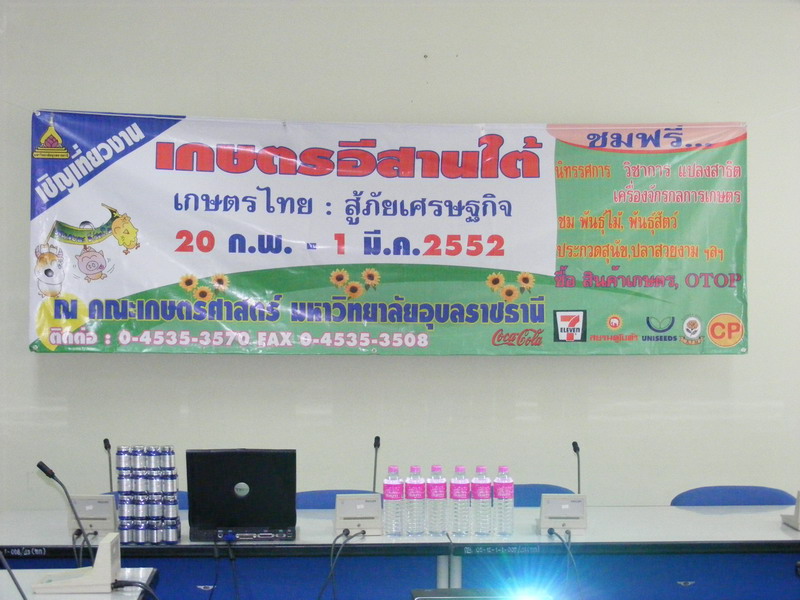 เชิญเที่ยวงาน
เกษตรอีสานใต้
เกษตรไทย : สู้ภัยเศรษฐกิจ
20 ก.พ. - 1 มี.ค.2552
ณ คณะเกษตรศาสตร์ มหาวิทยาลัยอุบลราชธานี
ติดต่อ : 0-4535-3570 FAX 0-4535-3508
ชมฟรี...
นิทรรศการ วิชาการ แปลงสาธิต
เครื่องจักรกลการเกษตร
ชม พันธุ์ไม้, พันธุ์สัตว์
ประกวดสุนัข,ปลาสวยงาม ฯลฯ
ซื้อ สินค้าเกษตร, OTOP
Coca-Cola
7 ELEVEN
UNISEEDS
CP